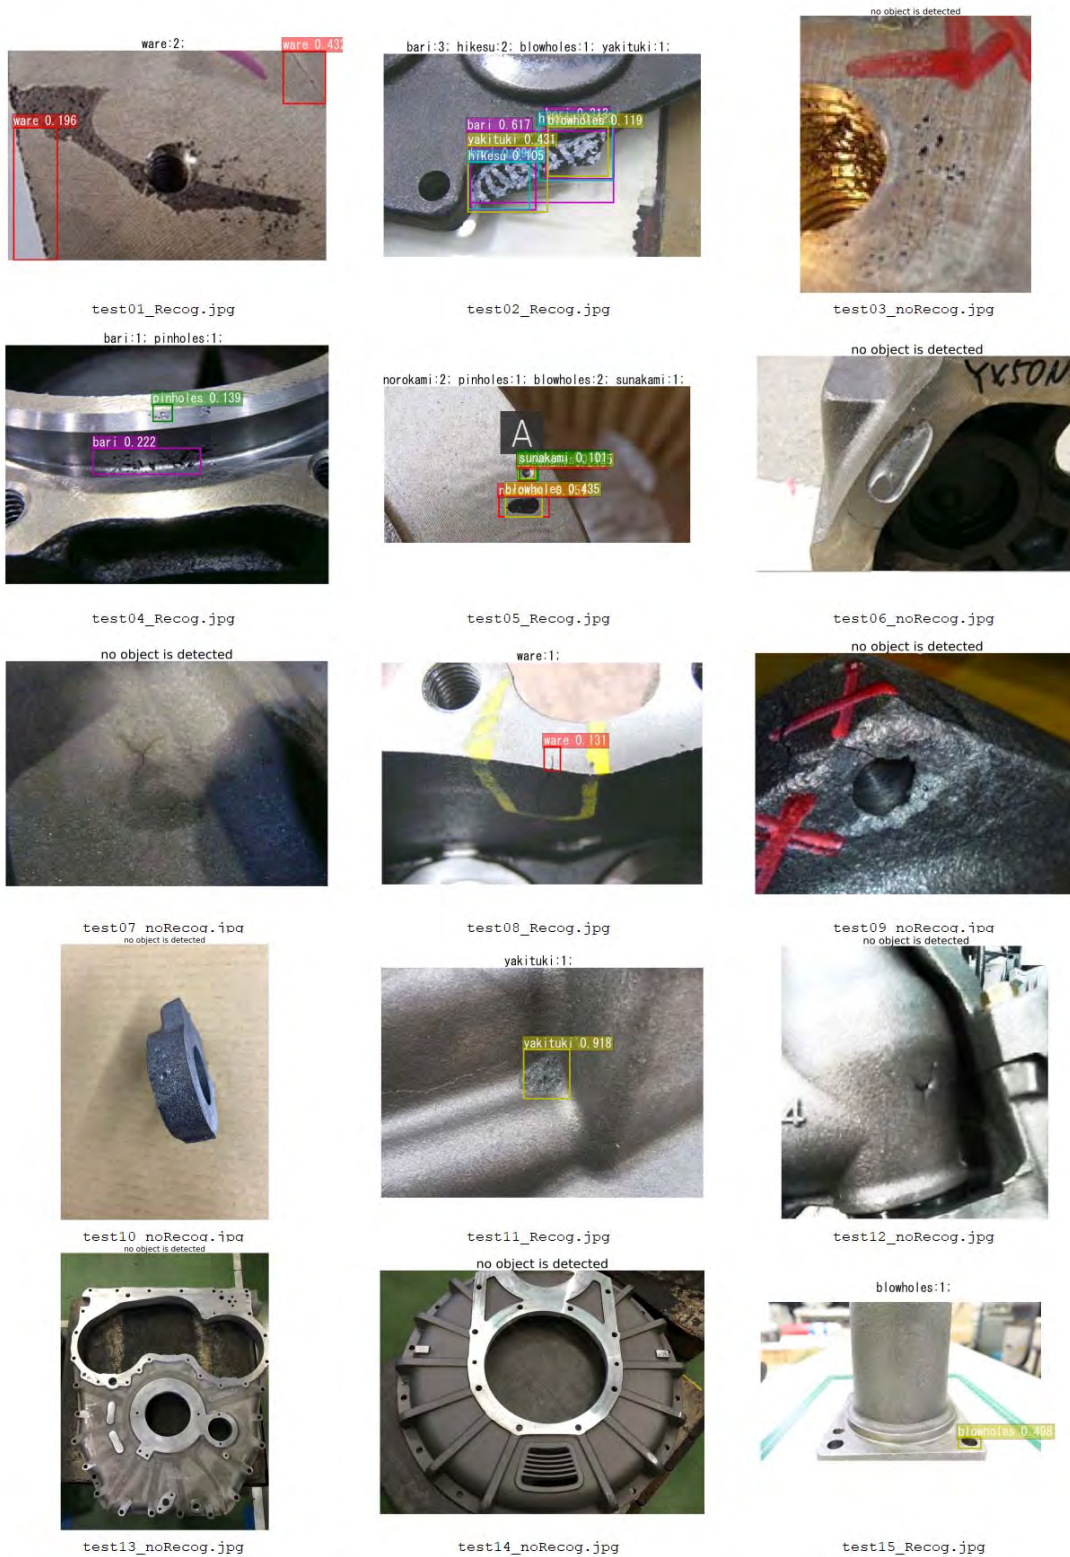 no object is detected
ware:2;
ware 0.432
ware 0.196
bari:3; hikesu:2; blowholes:1; yakituki:1;
bari 0.617
blowholes 0.119
yakituki 0.431
hikesu 0.105
test01_Recog.jpg
test02_Recog.jpg
test03_noRecog.jpg
bari:1; pinholes:1;
pinholes 0.139
bari 0.222
norokami:2; pinholes:1; blowholes:2; sunakami:1;
A
sunakami 0.101
blowholes 0.435
no object is detected
YX50N
test04_Recog.jpg
test05_Recog.jpg
test06_noRecog.jpg
no object is detected
ware:1;
ware 0.131
no object is detected
test07_noRecog.jpg
test08_Recog.jpg
test09_noRecog.jpg
no object is detected
yakituki:1;
yakituki 0.918
no object is detected
4
test10_noRecog.jpg
test11_Recog.jpg
test12_noRecog.jpg
no object is detected
no object is detected
blowholes:1;
blowholes 0.498
test13_noRecog.jpg
test14_noRecog.jpg
test15_Recog.jpg